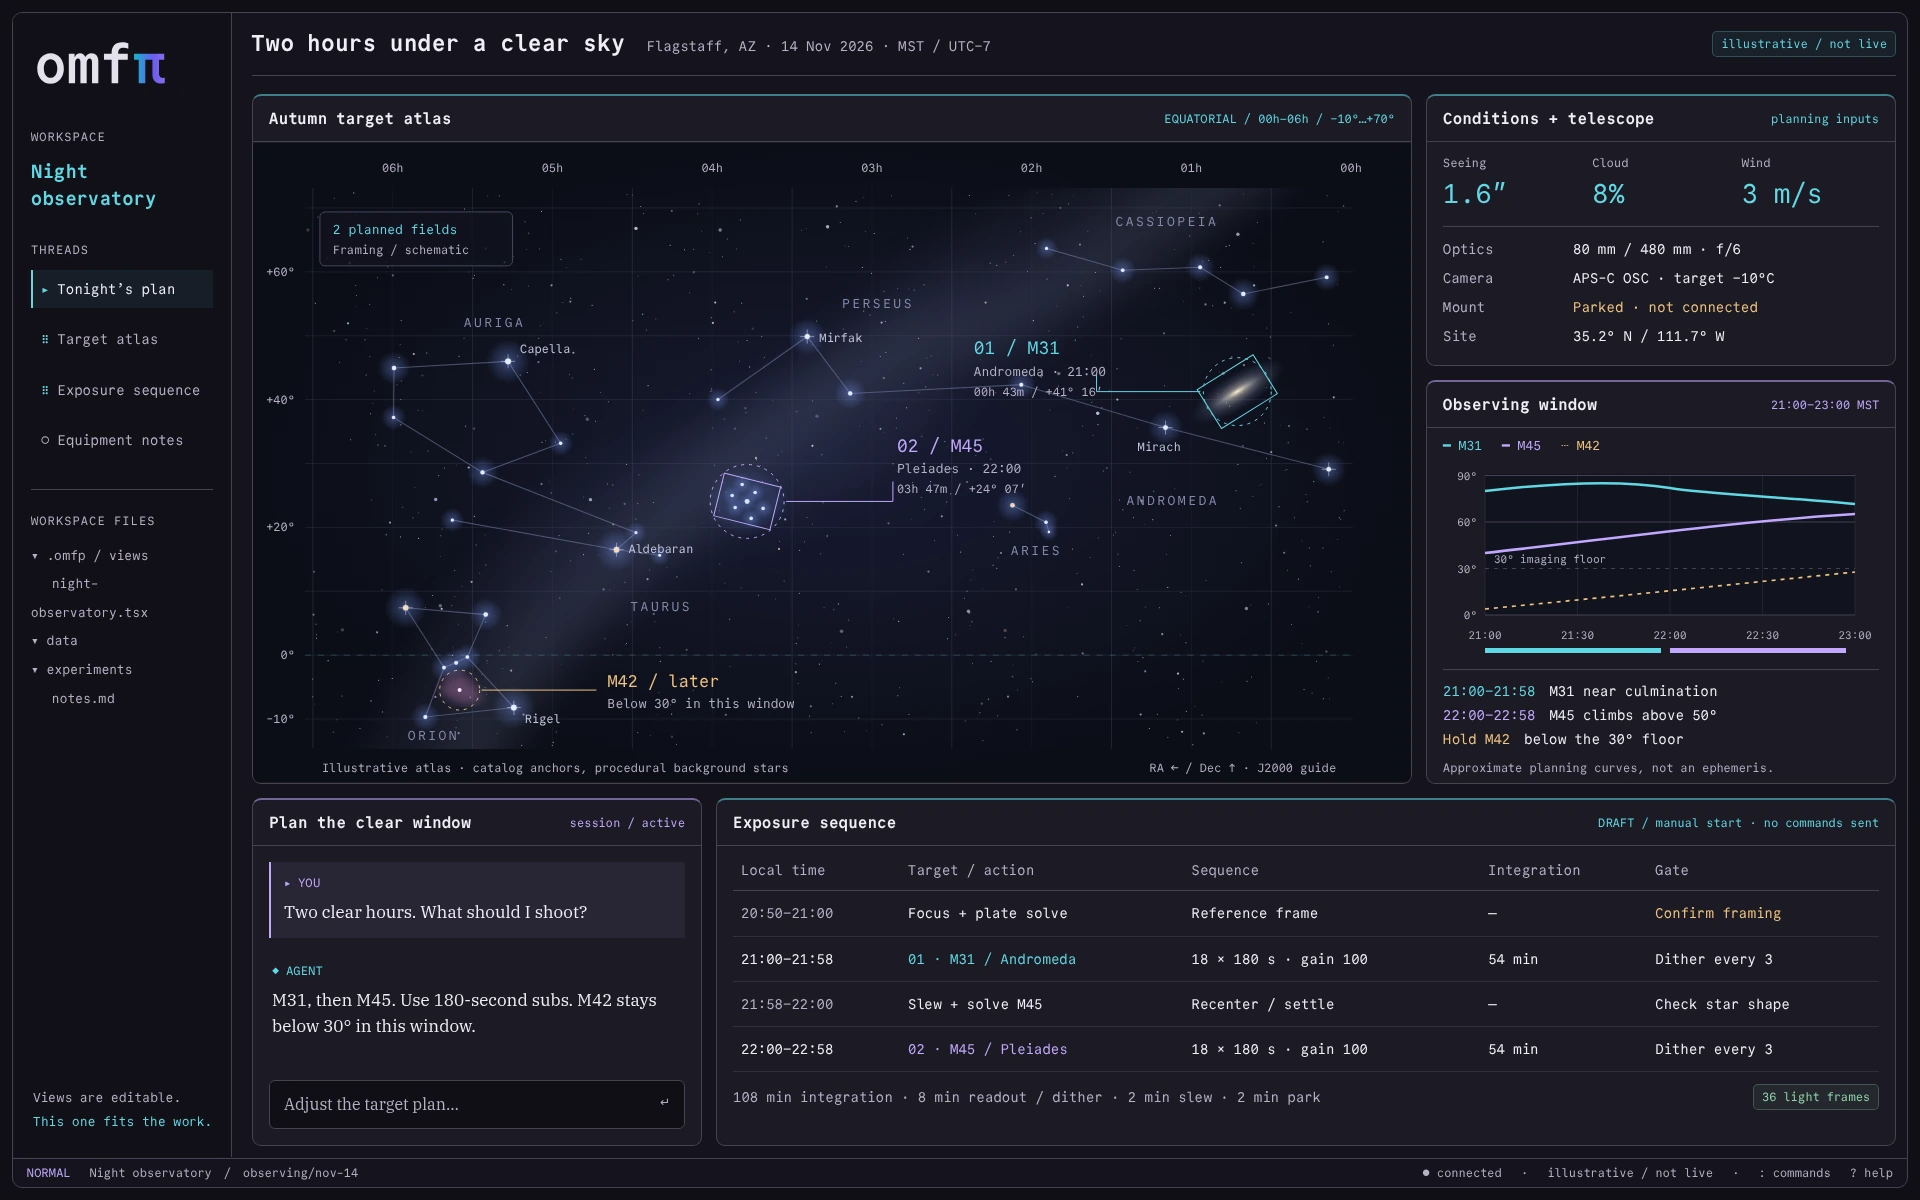 omfπ
WORKSPACE
Night
observatory
THREADS
▸ Tonight's plan
⠿ Target atlas
⠿ Exposure sequence
○ Equipment notes
WORKSPACE FILES
▾ .omfp / views
night-
observatory.tsx
▾ data
▾ experiments
notes.md
Views are editable.
This one fits the work.
Two hours under a clear sky Flagstaff, AZ · 14 Nov 2026 · MST / UTC−7
illustrative / not live
Autumn target atlas
EQUATORIAL / 00h–06h / −10°…+70°
06h 05h 04h 03h 02h 01h 00h
2 planned fields
Framing / schematic
CASSIOPEIA
+60°
PERSEUS
AURIGA
Mirfak
Capella
01 / M31
Andromeda · 21:00
00h 43m / +41° 16′
+40°
02 / M45
Pleiades · 22:00
03h 47m / +24° 07′
Mirach
ANDROMEDA
+20°
Aldebaran
ARIES
TAURUS
0°
M42 / later
Below 30° in this window
−10°
Rigel
ORION
Illustrative atlas · catalog anchors, procedural background stars
RA ← / Dec ↑ · J2000 guide
Conditions + telescope
planning inputs
Seeing Cloud Wind
1.6″ 8% 3 m/s
Optics 80 mm / 480 mm · f/6
Camera APS-C OSC · target −10°C
Mount Parked · not connected
Site 35.2° N / 111.7° W
Observing window
21:00–23:00 MST
M31 M45 M42
90°
60°
30° imaging floor
30°
0°
21:00 21:30 22:00 22:30 23:00
21:00–21:58 M31 near culmination
22:00–22:58 M45 climbs above 50°
Hold M42 below the 30° floor
Approximate planning curves, not an ephemeris.
Plan the clear window
session / active
▸ YOU
Two clear hours. What should I shoot?
◆ AGENT
M31, then M45. Use 180-second subs. M42 stays
below 30° in this window.
Adjust the target plan… ↵
Exposure sequence
DRAFT / manual start · no commands sent
Local time Target / action Sequence Integration Gate
20:50–21:00 Focus + plate solve Reference frame — Confirm framing
21:00–21:58 01 · M31 / Andromeda 18 × 180 s · gain 100 54 min Dither every 3
21:58–22:00 Slew + solve M45 Recenter / settle — Check star shape
22:00–22:58 02 · M45 / Pleiades 18 × 180 s · gain 100 54 min Dither every 3
108 min integration · 8 min readout / dither · 2 min slew · 2 min park
36 light frames
NORMAL Night observatory / observing/nov-14
● connected · illustrative / not live · : commands ? help